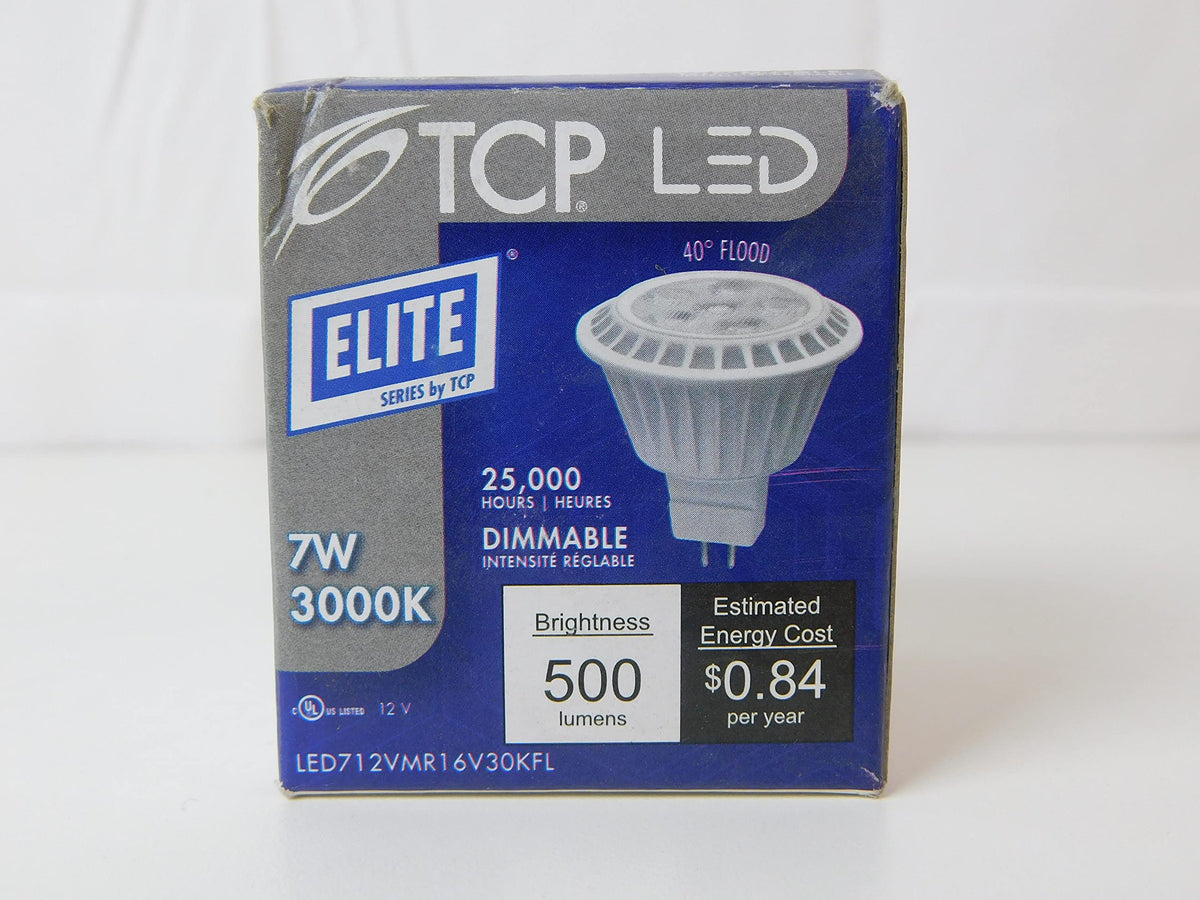 TCP® LED
40° FLOOD
ELITE®
SERIES by TCP
25,000
HOURS | HEURES
DIMMABLE
INTENSITÉ RÉGLABLE
7W
3000K
Brightness
500
lumens
Estimated
Energy Cost
$0.84
per year
C UL US LISTED 12 V
LED712VMR16V30KFL